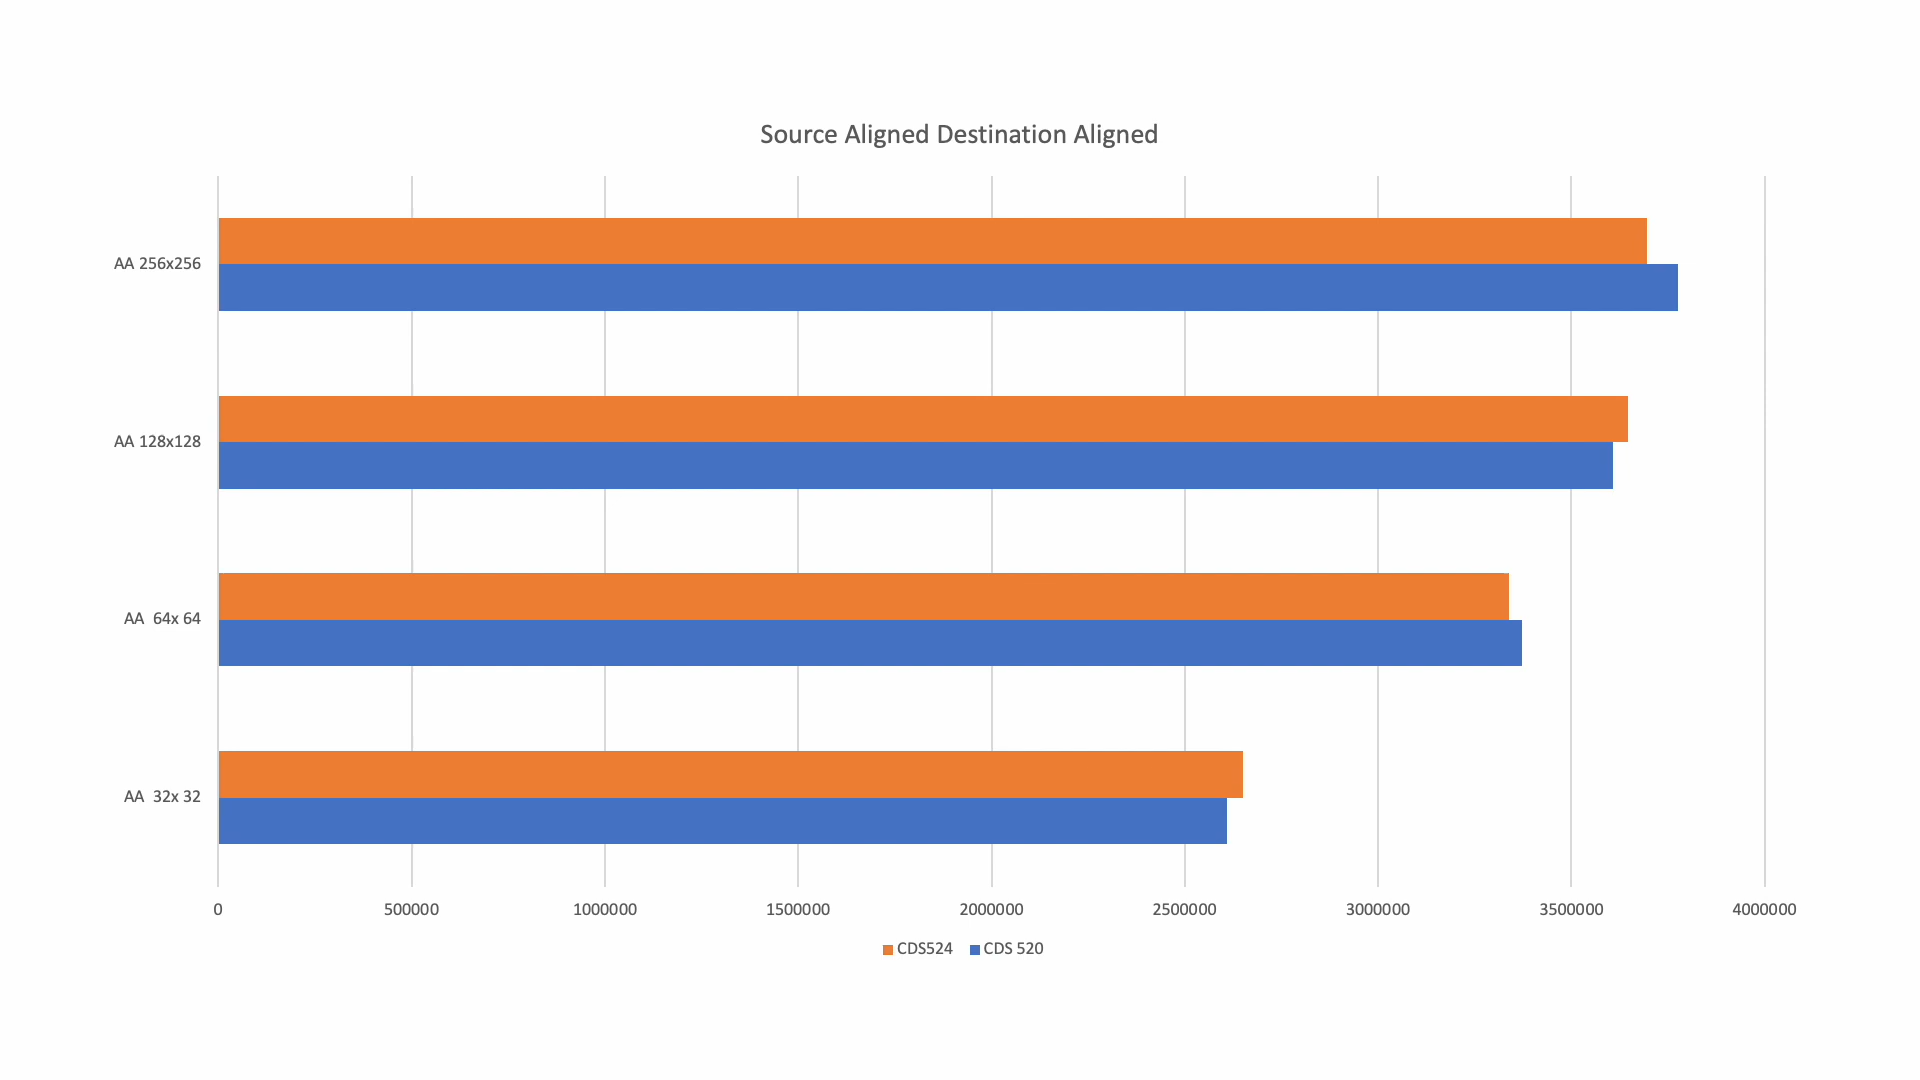 Source Aligned Destination Aligned
AA 256x256
AA 128x128
AA  64x 64
AA  32x 32
0 500000 1000000 1500000 2000000 2500000 3000000 3500000 4000000
CDS524 CDS 520